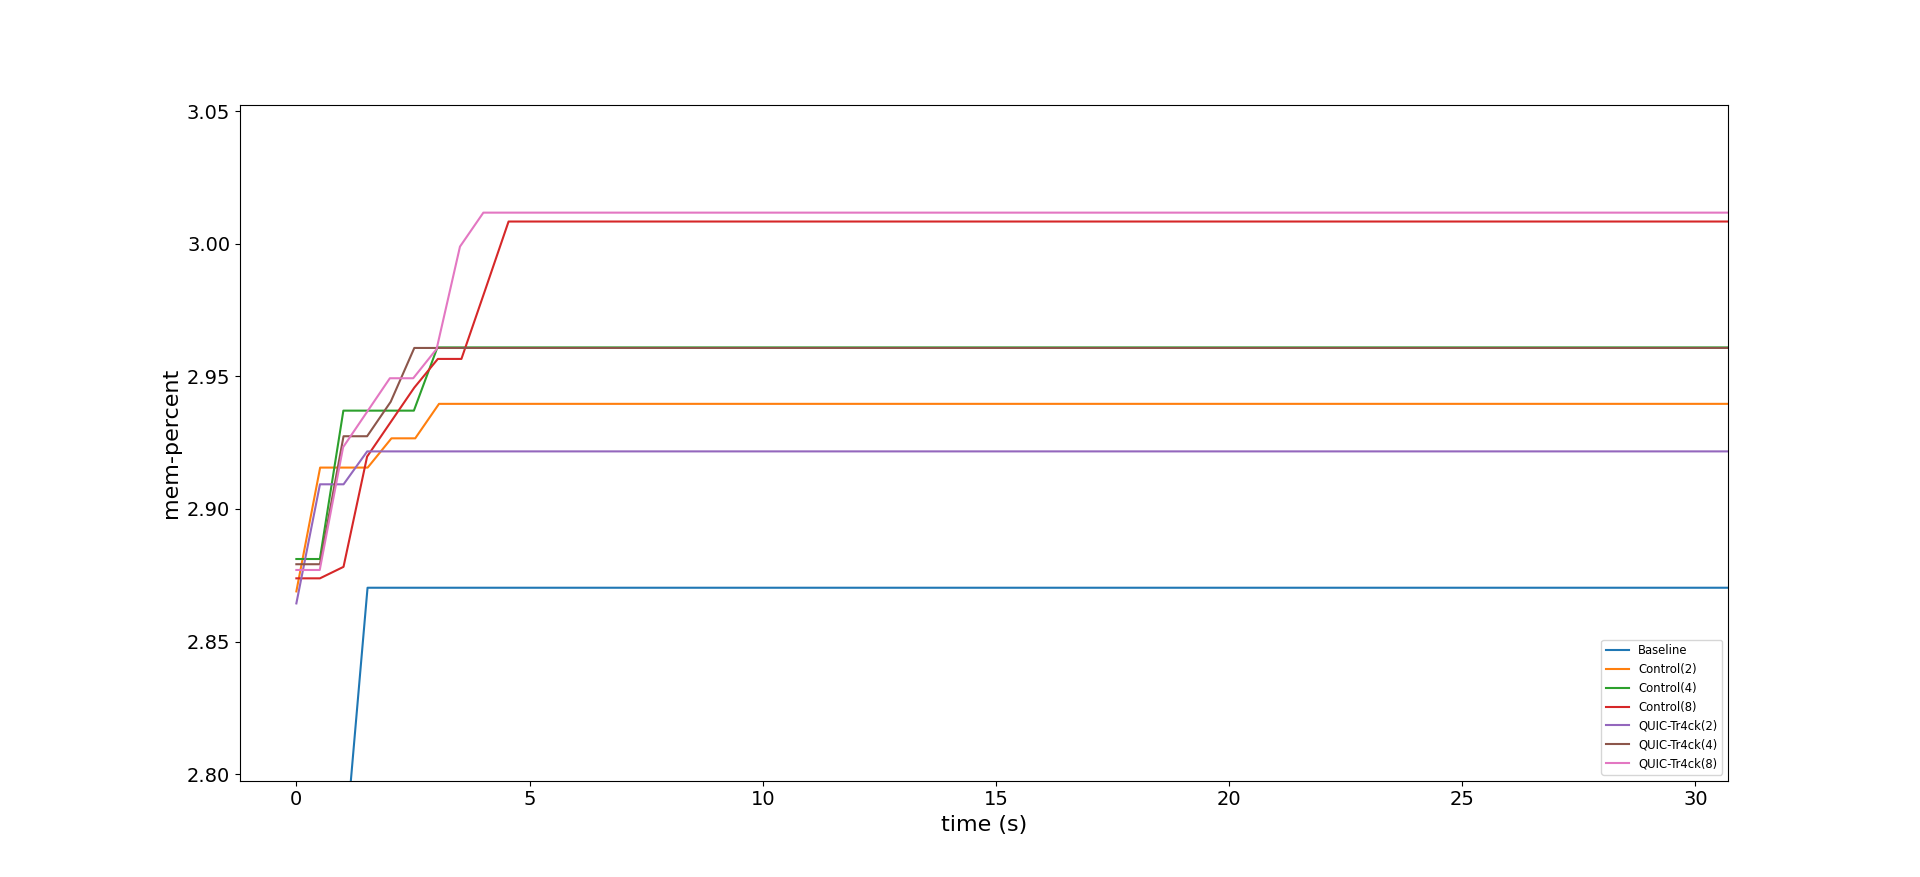 3.05
3.00
2.95
2.90
2.85
2.80
mem-percent
0 5 10 15 20 25 30
time (s)
Baseline
Control(2)
Control(4)
Control(8)
QUIC-Tr4ck(2)
QUIC-Tr4ck(4)
QUIC-Tr4ck(8)